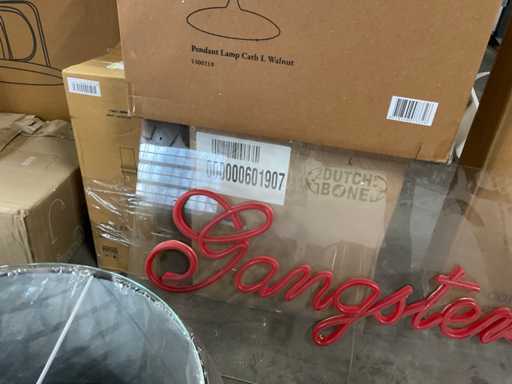 Pendant Lamp Cath L Walnut
000000601907
DUTCH
BONE
Gangster